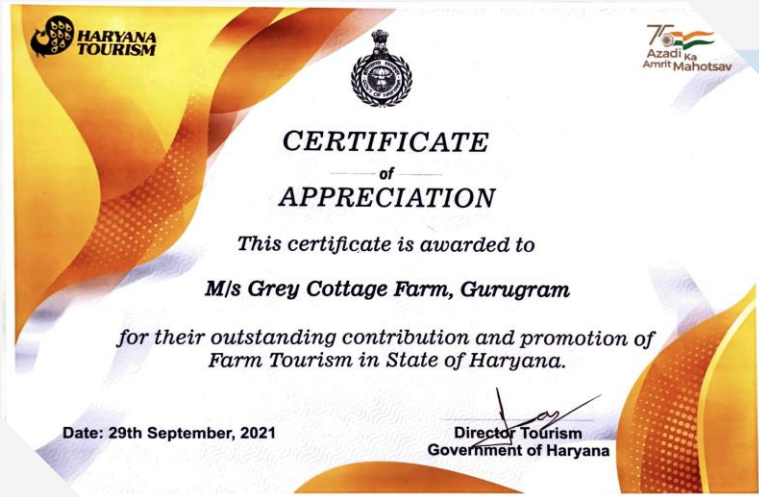 HARYANA
TOURISM
75
Azadi Ka
Amrit Mahotsav
CERTIFICATE
of
APPRECIATION
This certificate is awarded to
M/s Grey Cottage Farm, Gurugram
for their outstanding contribution and promotion of
Farm Tourism in State of Haryana.
Date: 29th September, 2021
Director Tourism
Government of Haryana